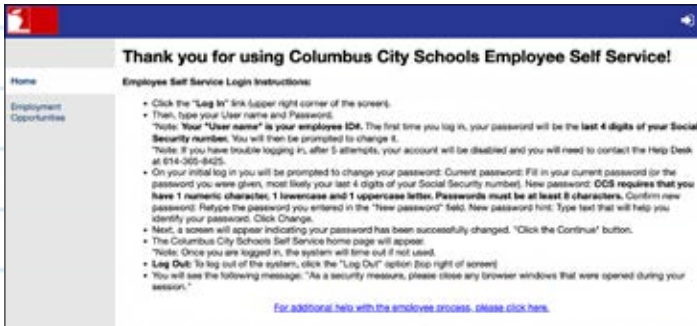 Thank you for using Columbus City Schools Employee Self Service!
Home
Employee Self Service Login Instructions:
Employment
Opportunities
• Click the "Log In" link (upper right corner of the screen).
• Then, type your User name and Password.
*Note: Your "User name" is your employee ID#. The first time you log in, your password will be the last 4 digits of your Social
Security number. You will then be prompted to change it.
*Note: If you have trouble logging in, after 5 attempts, your account will be disabled and you will need to contact the Help Desk
at 614-365-8425.
• On your initial log in you will be prompted to change your password: Current password: Fill in your current password (or the
password you were given, most likely your last 4 digits of your Social Security number). New password: CCS requires that you
have 1 numeric character, 1 lowercase and 1 uppercase letter. Passwords must be at least 8 characters. Confirm new
password: Retype the password you entered in the "New password" field. New password hint: Type text that will help you
identify your password. Click Change.
• Next, a screen will appear indicating your password has been successfully changed. "Click the Continue" button.
• The Columbus City Schools Self Service home page will appear.
*Note: Once you are logged in, the system will time out if not used.
• Log Out: To log out of the system, click the "Log Out" option (top right of screen)
• You will see the following message: "As a security measure, please close any browser windows that were opened during your
session."
For additional help with the employee process, please click here.